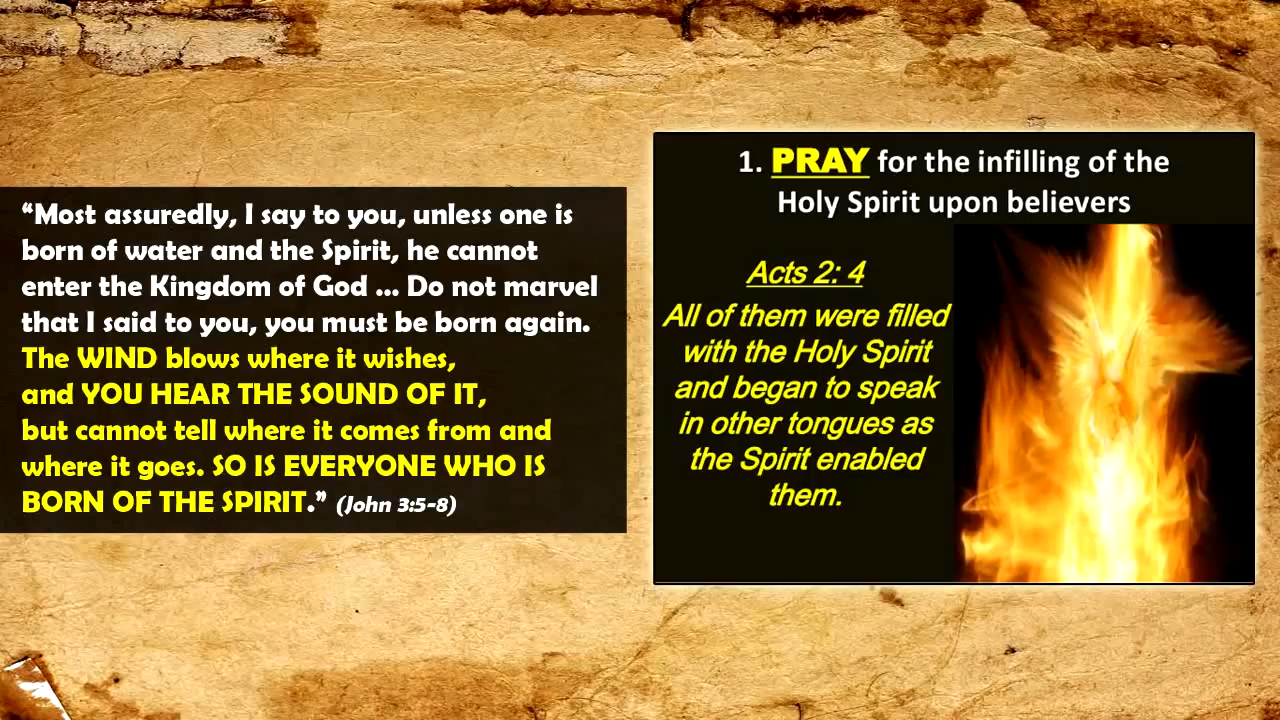 “Most assuredly, I say to you, unless one is
born of water and the Spirit, he cannot
enter the Kingdom of God ... Do not marvel
that I said to you, you must be born again.
The WIND blows where it wishes,
and YOU HEAR THE SOUND OF IT,
but cannot tell where it comes from and
where it goes. SO IS EVERYONE WHO IS
BORN OF THE SPIRIT.” (John 3:5-8)
1. PRAY for the infilling of the
Holy Spirit upon believers
Acts 2: 4
All of them were filled
with the Holy Spirit
and began to speak
in other tongues as
the Spirit enabled
them.